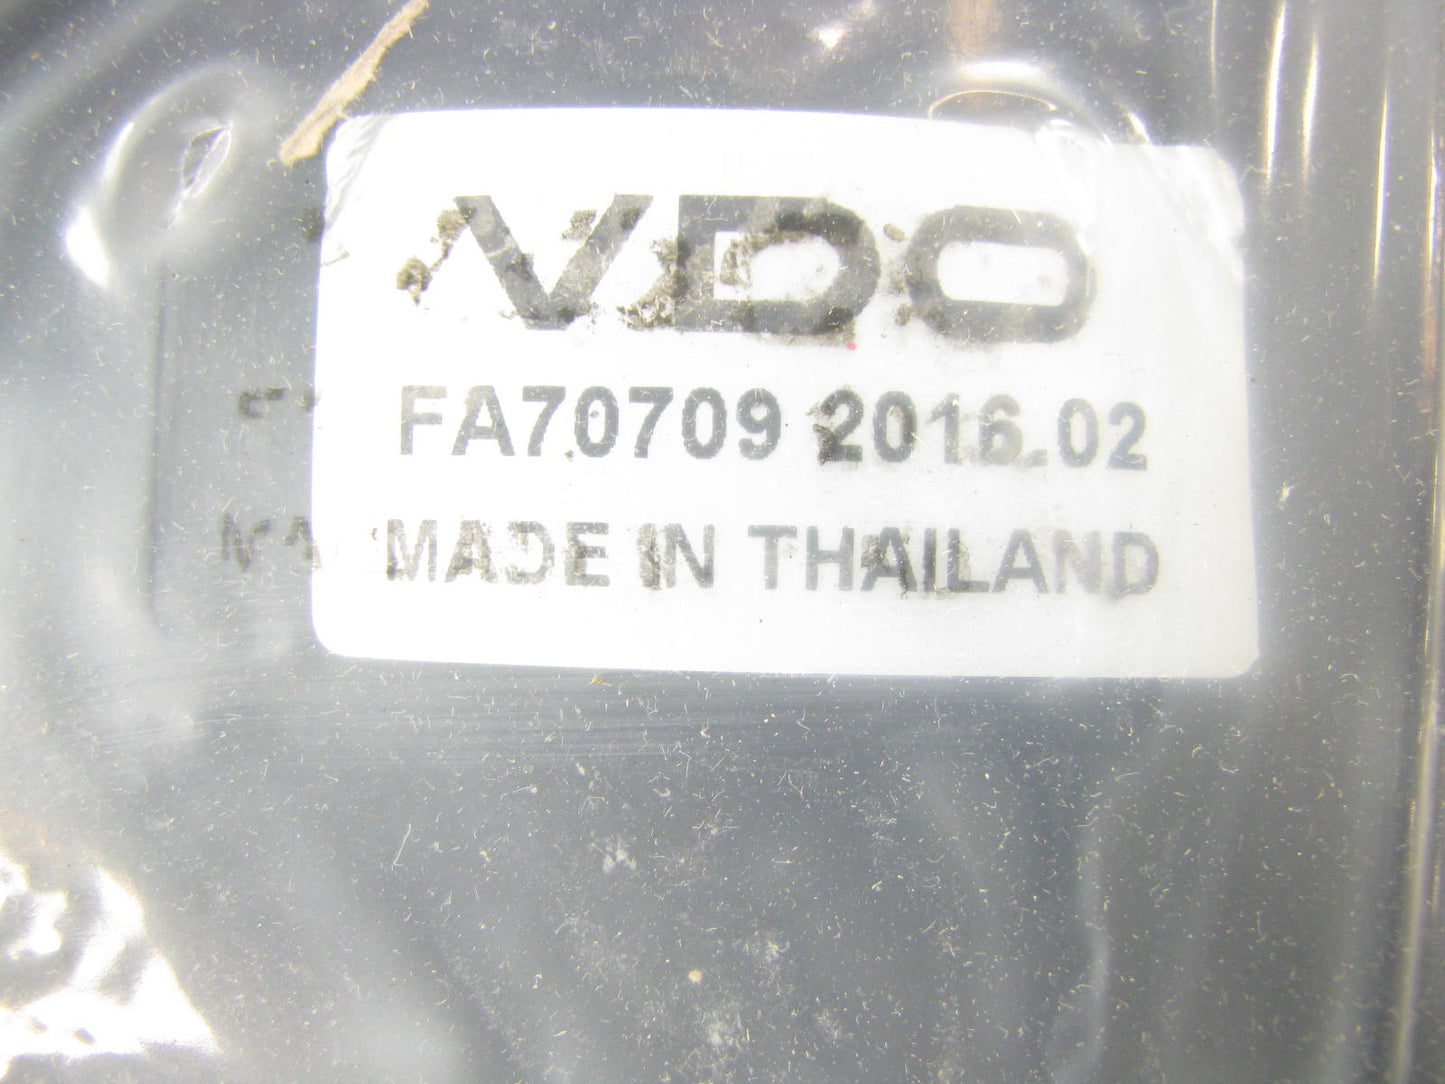 VDO
FA70709 2016.02
MADE IN THAILAND